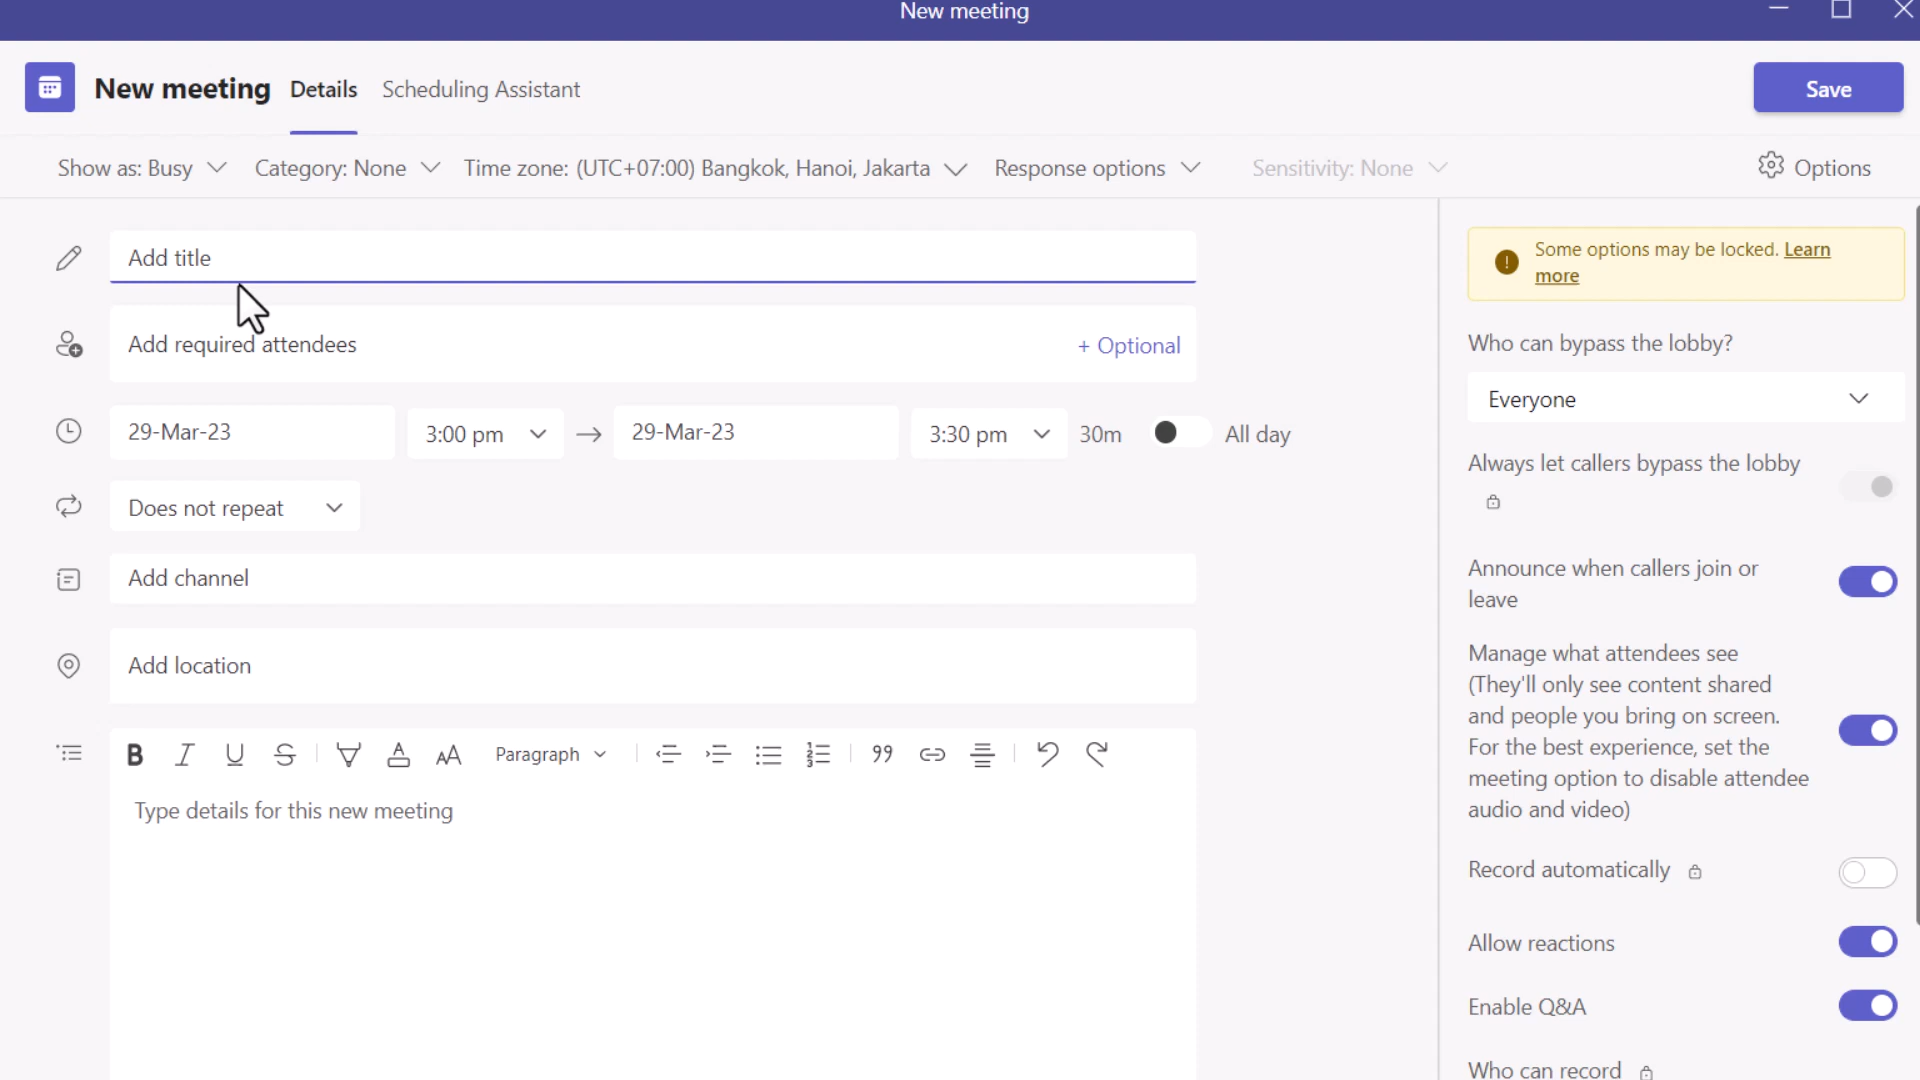 New meeting
New meeting Details Scheduling Assistant Save
Show as: Busy Category: None Time zone: (UTC+07:00) Bangkok, Hanoi, Jakarta Response options Sensitivity: None Options
Add title
Add required attendees + Optional
29-Mar-23 3:00 pm 29-Mar-23 3:30 pm 30m All day
Does not repeat
Add channel
Add location
Paragraph
Type details for this new meeting
Some options may be locked. Learn
more
Who can bypass the lobby?
Everyone
Always let callers bypass the lobby
Announce when callers join or
leave
Manage what attendees see
(They'll only see content shared
and people you bring on screen.
For the best experience, set the
meeting option to disable attendee
audio and video)
Record automatically
Allow reactions
Enable Q&A
Who can record